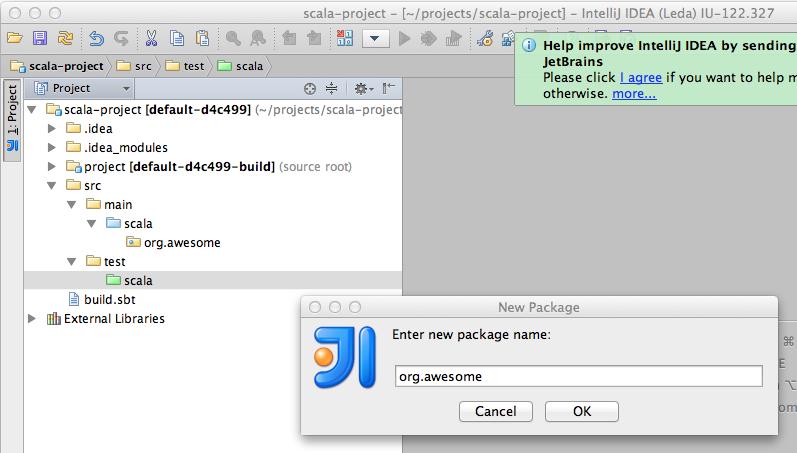 scala-project – [~/projects/scala-project] – IntelliJ IDEA (Leda) IU-122.327
Help improve IntelliJ IDEA by sending
JetBrains
Please click I agree if you want to help m
otherwise. more...
scala-project src test scala
1: Project
Project
scala-project [default-d4c499] (~/projects/scala-project
.idea
.idea_modules
project [default-d4c499-build] (source root)
src
main
scala
org.awesome
test
scala
build.sbt
External Libraries
New Package
Enter new package name:
org.awesome
Cancel OK